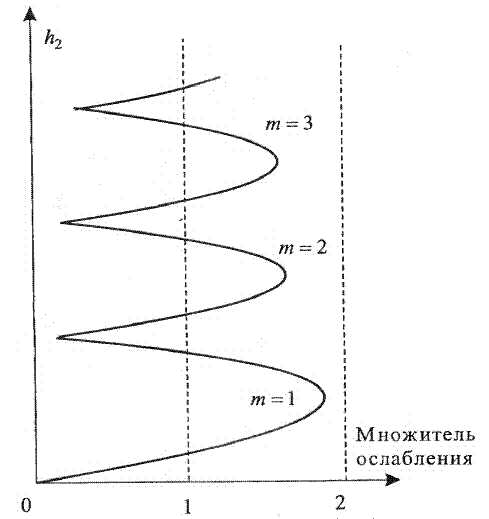 h₂
m = 3
m = 2
m = 1
Множитель
ослабления
0
1
2